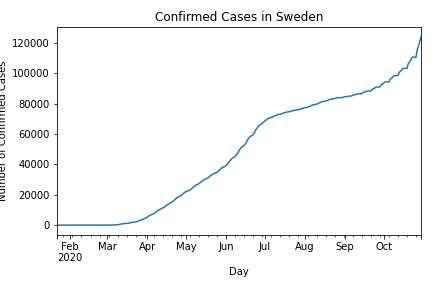 Confirmed Cases in Sweden
Number of Confirmed Cases
120000
100000
80000
60000
40000
20000
0
Feb Mar Apr May Jun Jul Aug Sep Oct
2020
Day